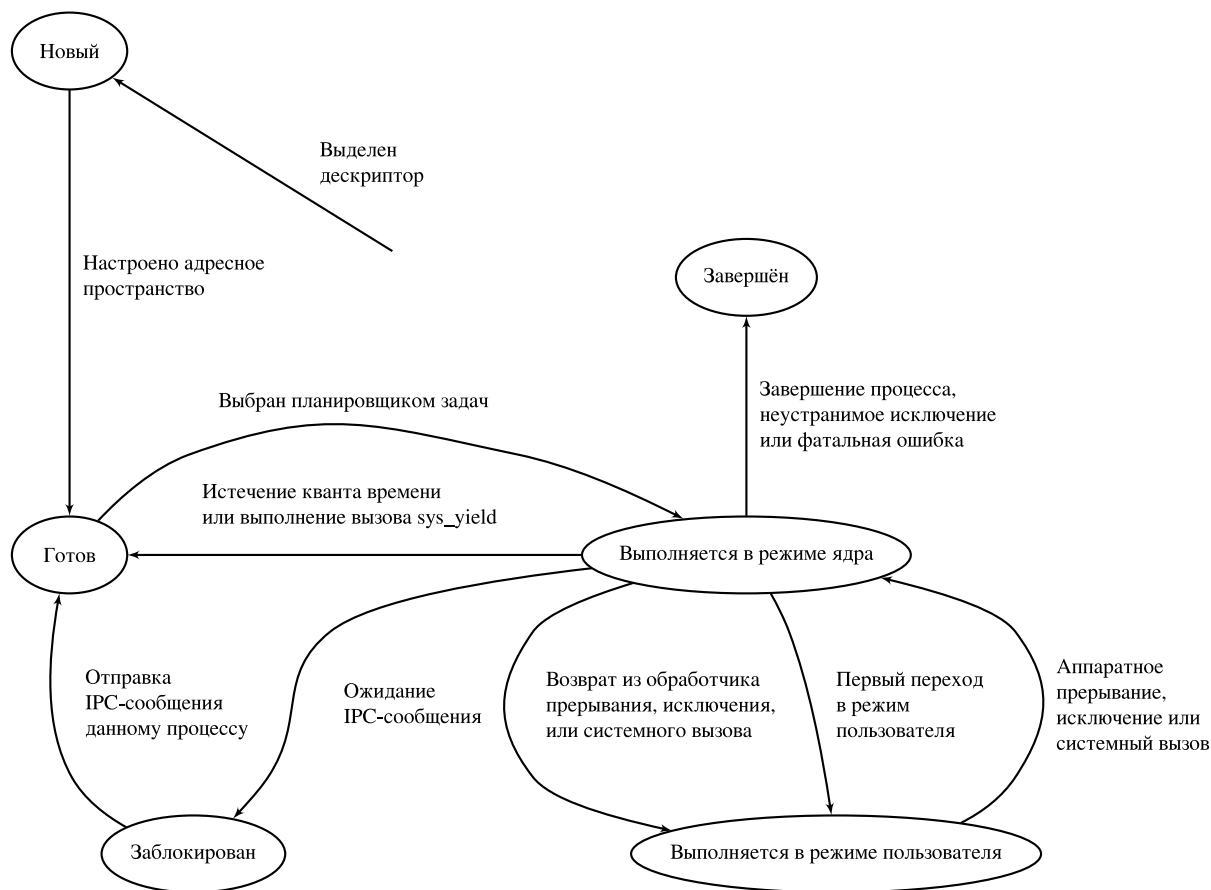 Новый
Выделен
дескриптор
Настроено адресное
пространство
Завершён
Завершение процесса,
неустранимое исключение
или фатальная ошибка
Выбран планировщиком задач
Истечение кванта времени
или выполнение вызова sys_yield
Готов
Выполняется в режиме ядра
Отправка
IPC-сообщения
данному процессу
Ожидание
IPC-сообщения
Возврат из обработчика
прерывания, исключения,
или системного вызова
Первый переход
в режим
пользователя
Аппаратное
прерывание,
исключение или
системный вызов
Заблокирован
Выполняется в режиме пользователя